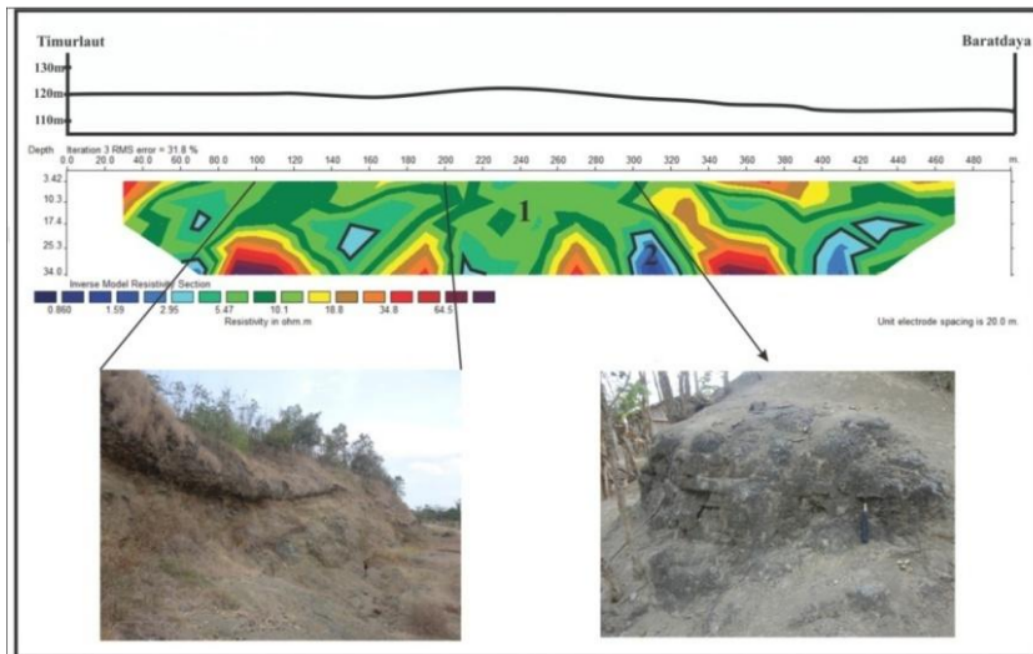 Timurlaut Baratdaya
130m
120m
110m
Depth Iteration 3 RMS error = 31.8 %
0.0 20.0 40.0 60.0 80.0 100 120 140 160 180 200 220 240 260 280 300 320 340 360 380 400 420 440 460 480 m.
3.42
10.3
17.4
25.3
34.0
1
2
Inverse Model Resistivity Section
0.860 1.59 2.95 5.47 10.1 18.8 34.8 64.5
Resistivity in ohm.m Unit electrode spacing is 20.0 m.